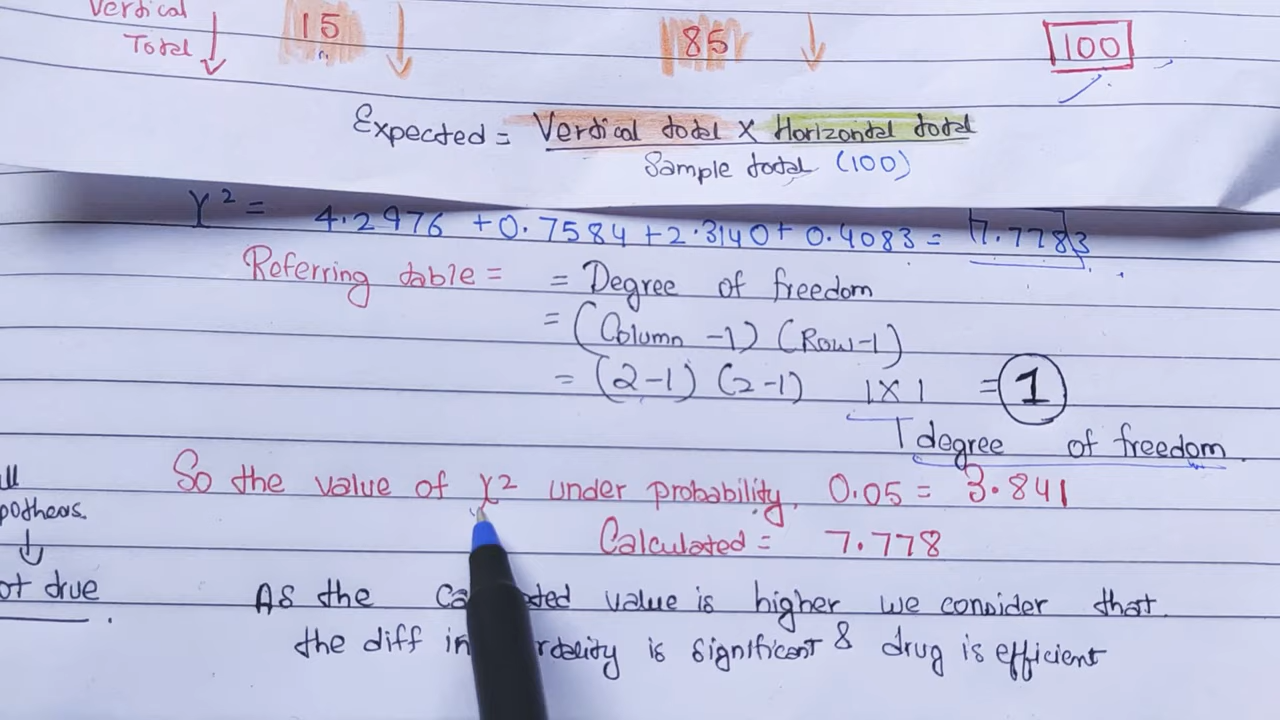 Vertical
Total 15 85 100
Expected = Vertical total X Horizontal total
Sample total (100)
χ² = 4.2976 + 0.7584 + 2.3140 + 0.4083 = 7.7783
Referring table = = Degree of freedom
= (Column -1) (Row-1)
= (2-1) (2-1) 1X1 = 1
1 degree of freedom.
So the value of χ² under probability 0.05 = 3.841
Calculated = 7.778
As the value is higher we consider that
the diff in is significant & drug is efficient